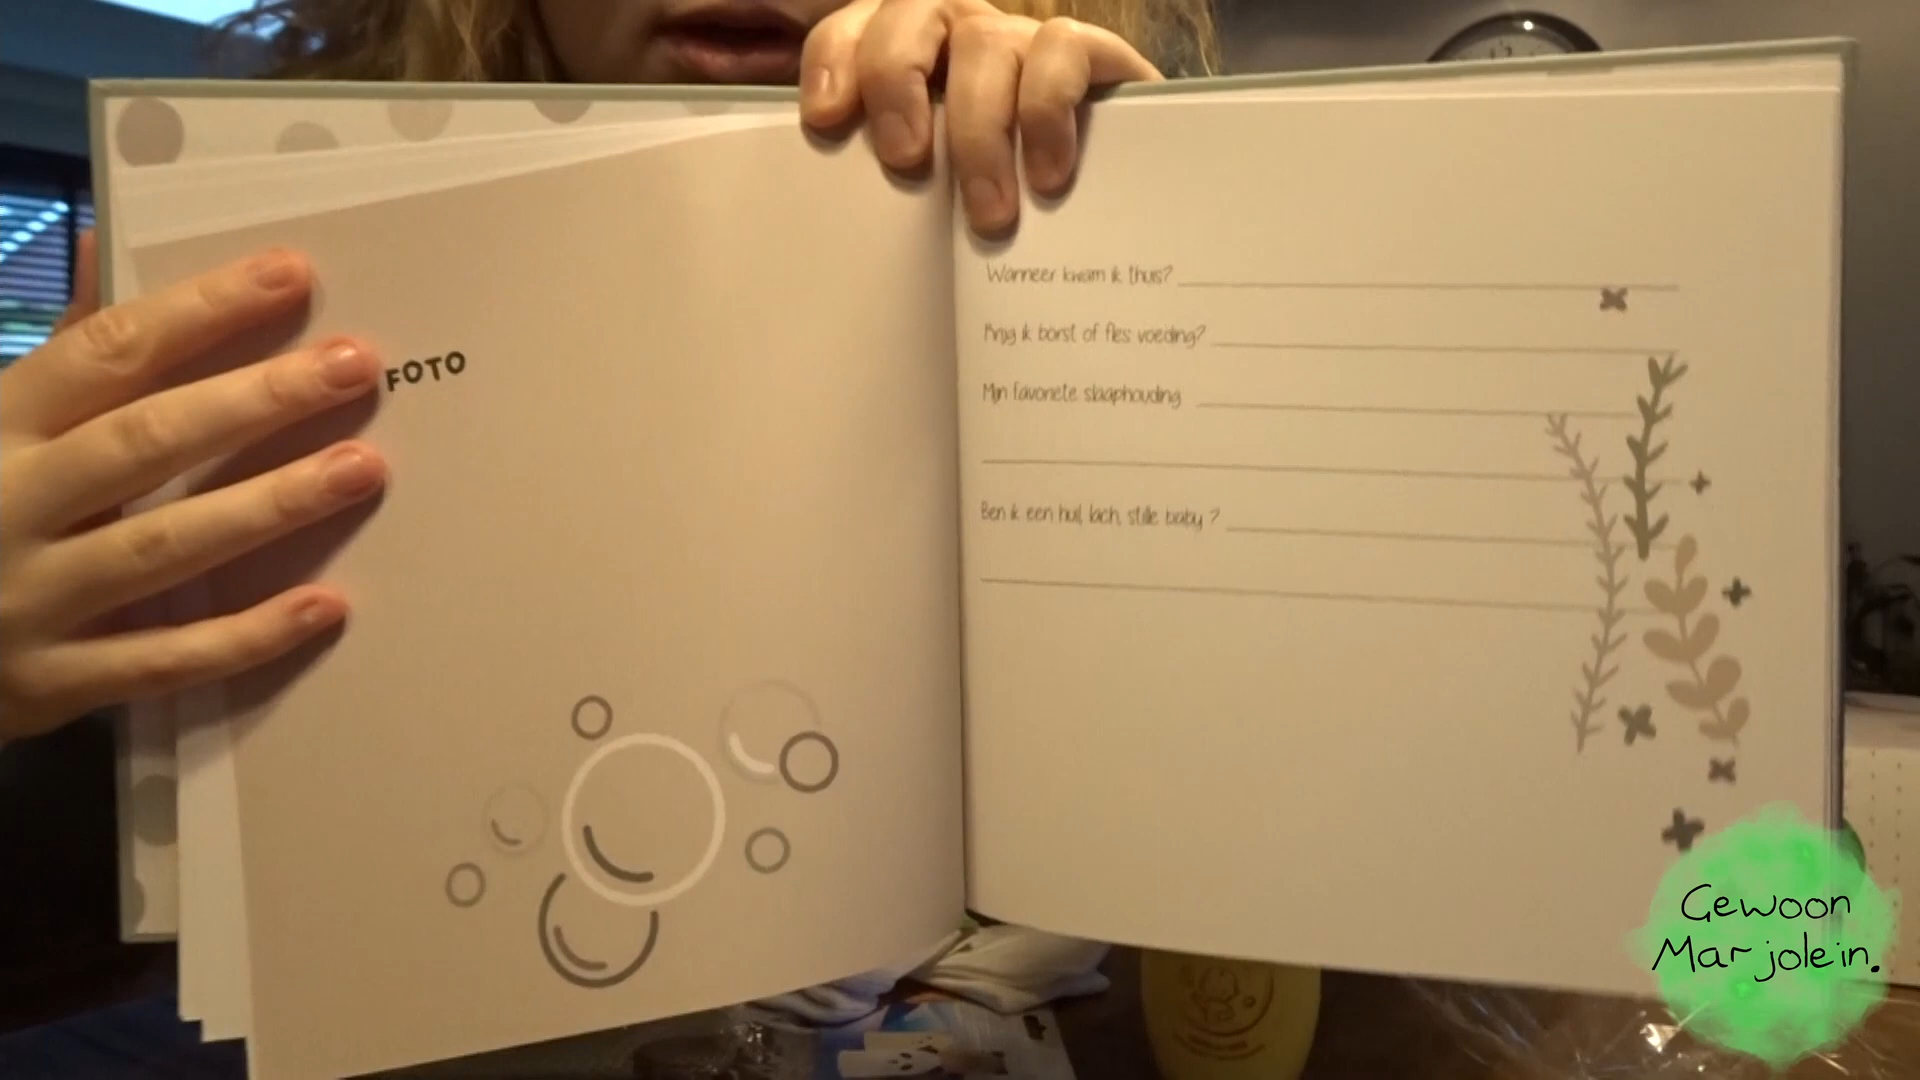 FOTO
Wanneer kwam ik thuis?
Krijg ik borst of fles voeding?
Mijn favoriete slaaphouding
Ben ik een huil, lach, stille baby ?
Gewoon
Marjolein.